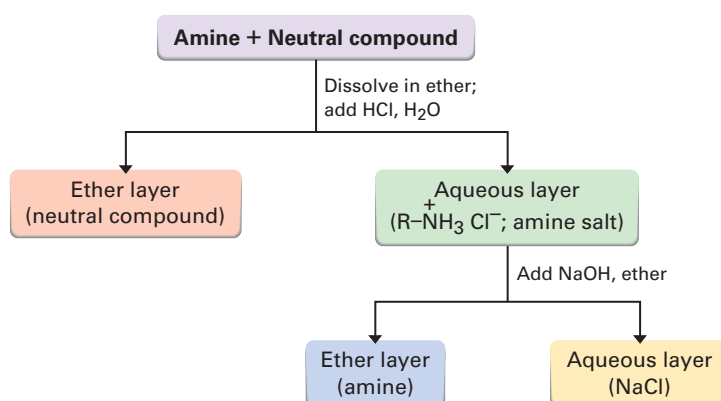 Amine + Neutral compound
Dissolve in ether;
add HCl, H₂O
Ether layer
(neutral compound)
Aqueous layer
(R–N⁺H₃ Cl⁻; amine salt)
Add NaOH, ether
Ether layer
(amine)
Aqueous layer
(NaCl)